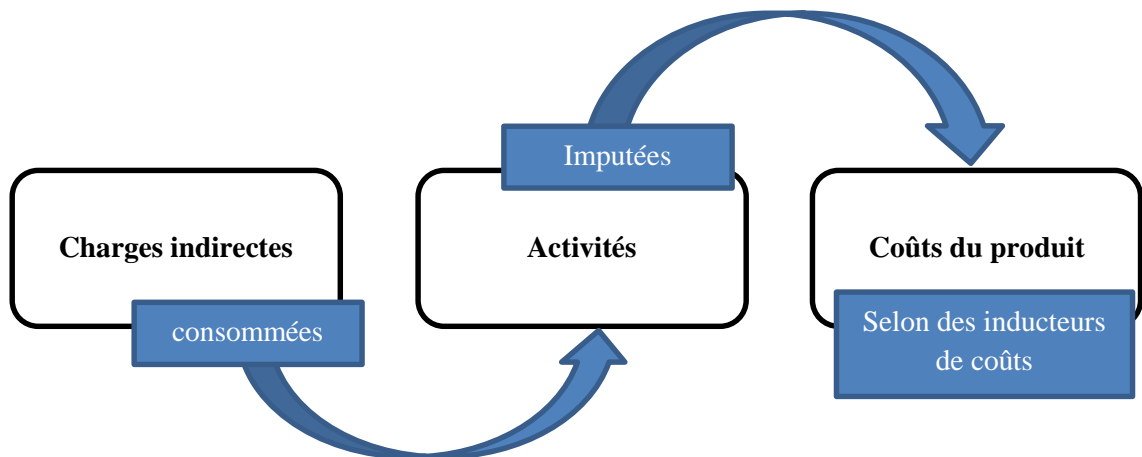 Imputées
Charges indirectes
Activités
Coûts du produit
consommées
Selon des inducteurs
de coûts